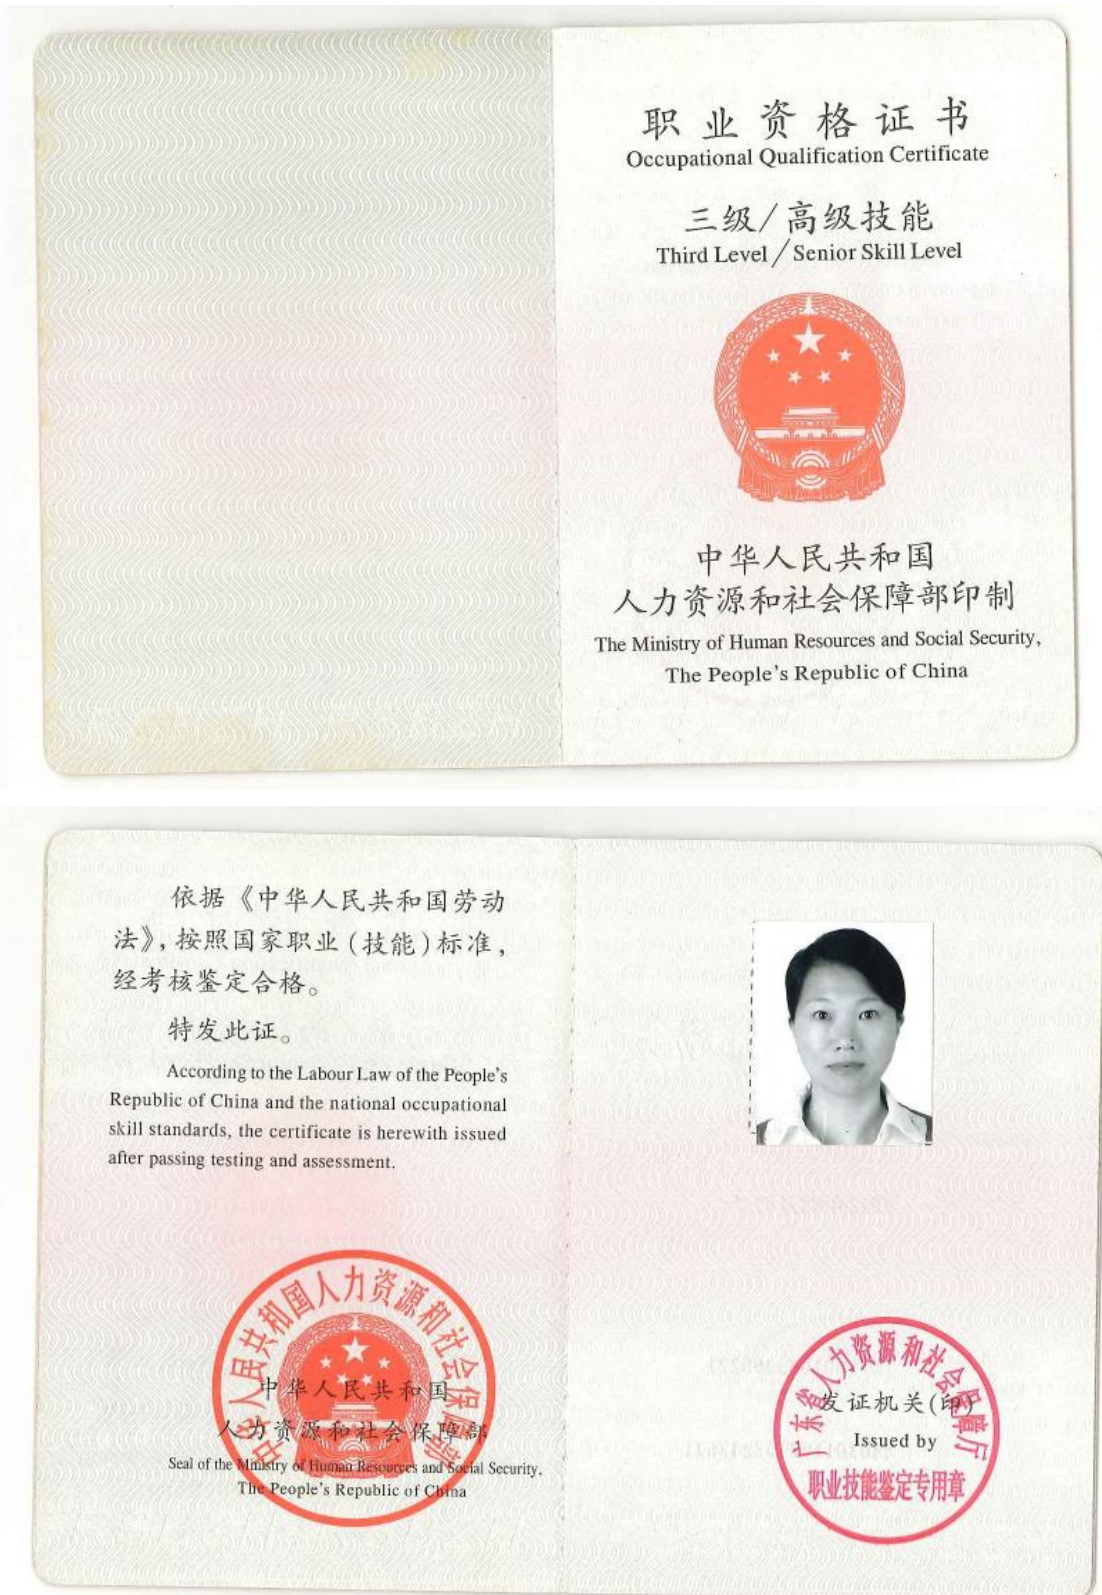 职业资格证书
Occupational Qualification Certificate
三级/高级技能
Third Level/Senior Skill Level
中华人民共和国
人力资源和社会保障部印制
The Ministry of Human Resources and Social Security,
The People's Republic of China
依据《中华人民共和国劳动
法》,按照国家职业(技能)标准,
经考核鉴定合格。
特发此证。
According to the Labour Law of the People's
Republic of China and the national occupational
skill standards, the certificate is herewith issued
after passing testing and assessment.
中华人民共和国人力资源和社会保障部
中华人民共和国
人力资源和社会保障部
Seal of the Ministry of Human Resources and Social Security,
The People's Republic of China
广东省人力资源和社会保障厅
发证机关(印)
Issued by
职业技能鉴定专用章